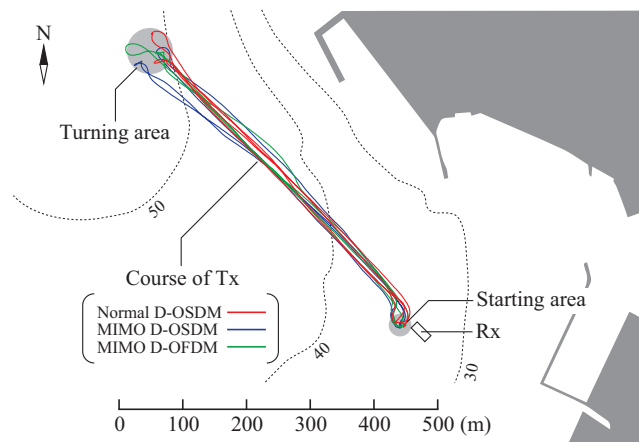 N
Turning area
50
Course of Tx
Normal D-OSDM
MIMO D-OSDM
MIMO D-OFDM
Starting area
Rx
40
30
0 100 200 300 400 500 (m)